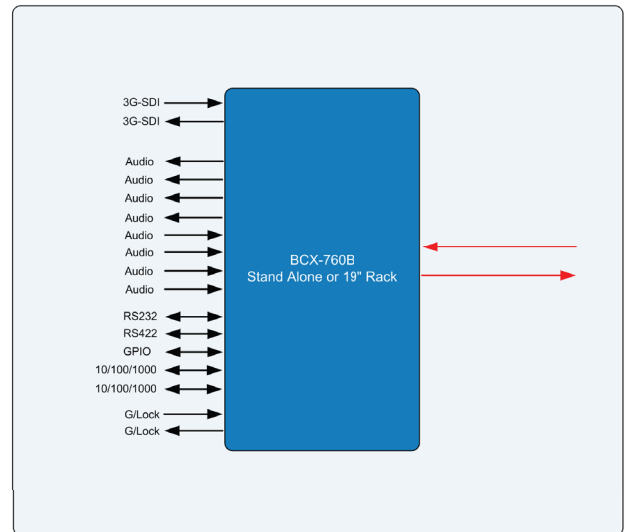 3G-SDI
3G-SDI
Audio
Audio
Audio
Audio
Audio
Audio
Audio
Audio
BCX-760B
Stand Alone or 19" Rack
RS232
RS422
GPIO
10/100/1000
10/100/1000
G/Lock
G/Lock